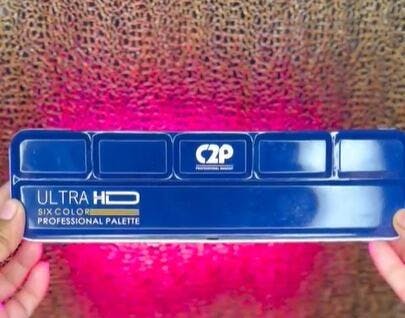 C2P
PROFESSIONAL MAKEUP
ULTRA HD
SIX COLOR
PROFESSIONAL PALETTE